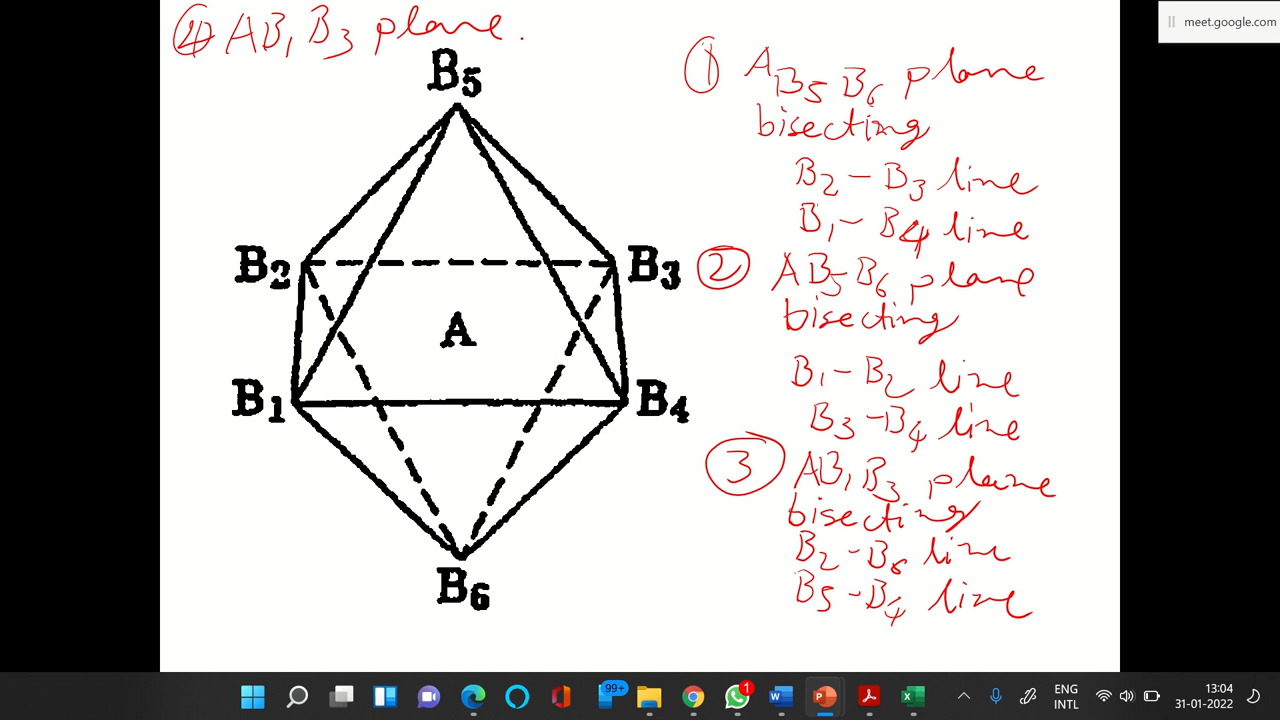 ④ AB₁B₃ plane.
meet.google.com
B₅
B₂
B₃
A
B₁
B₄
B₆
① AB₅B₆ plane
bisecting
B₂ – B₃ line
B₁ – B₄ line
② AB₅B₆ plane
bisecting
B₁ – B₂ line
B₃ – B₄ line
③ AB₁B₃ plane
bisecting
B₂ – B₆ line
B₅ – B₄ line
99+
1
ENG
INTL
13:04
31-01-2022